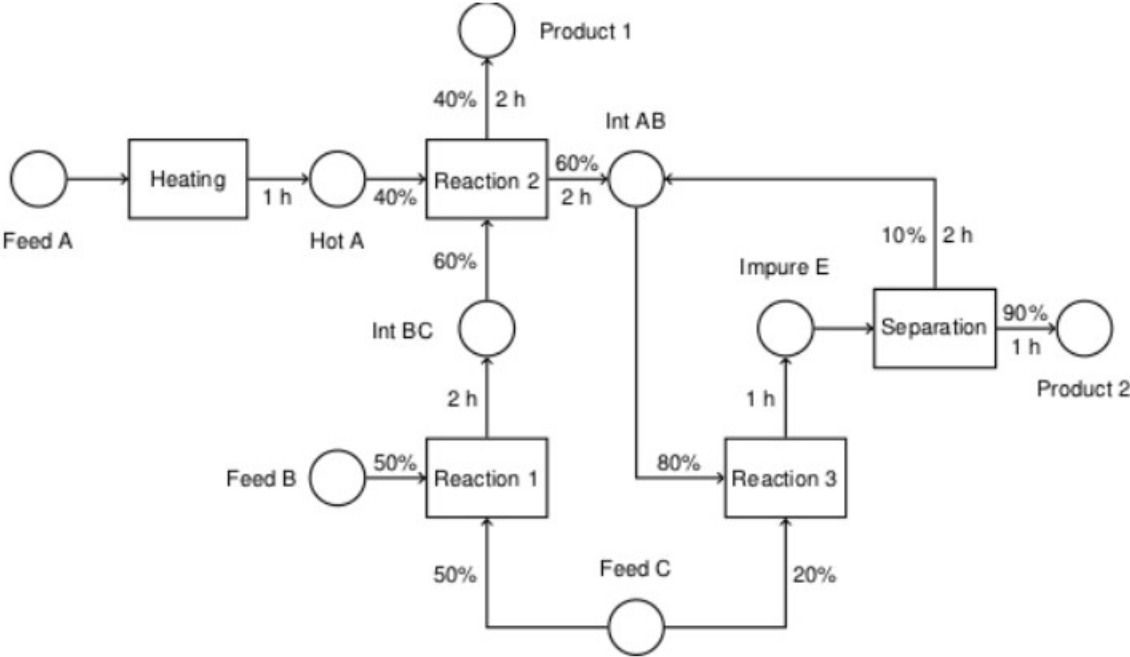 Product 1
40% 2 h
Int AB
Heating
Reaction 2
60%
1 h
40%
2 h
Feed A
Hot A
10% 2 h
60%
Impure E
Int BC
Separation
90%
1 h
Product 2
2 h
1 h
Feed B
50%
Reaction 1
80%
Reaction 3
50%
Feed C
20%